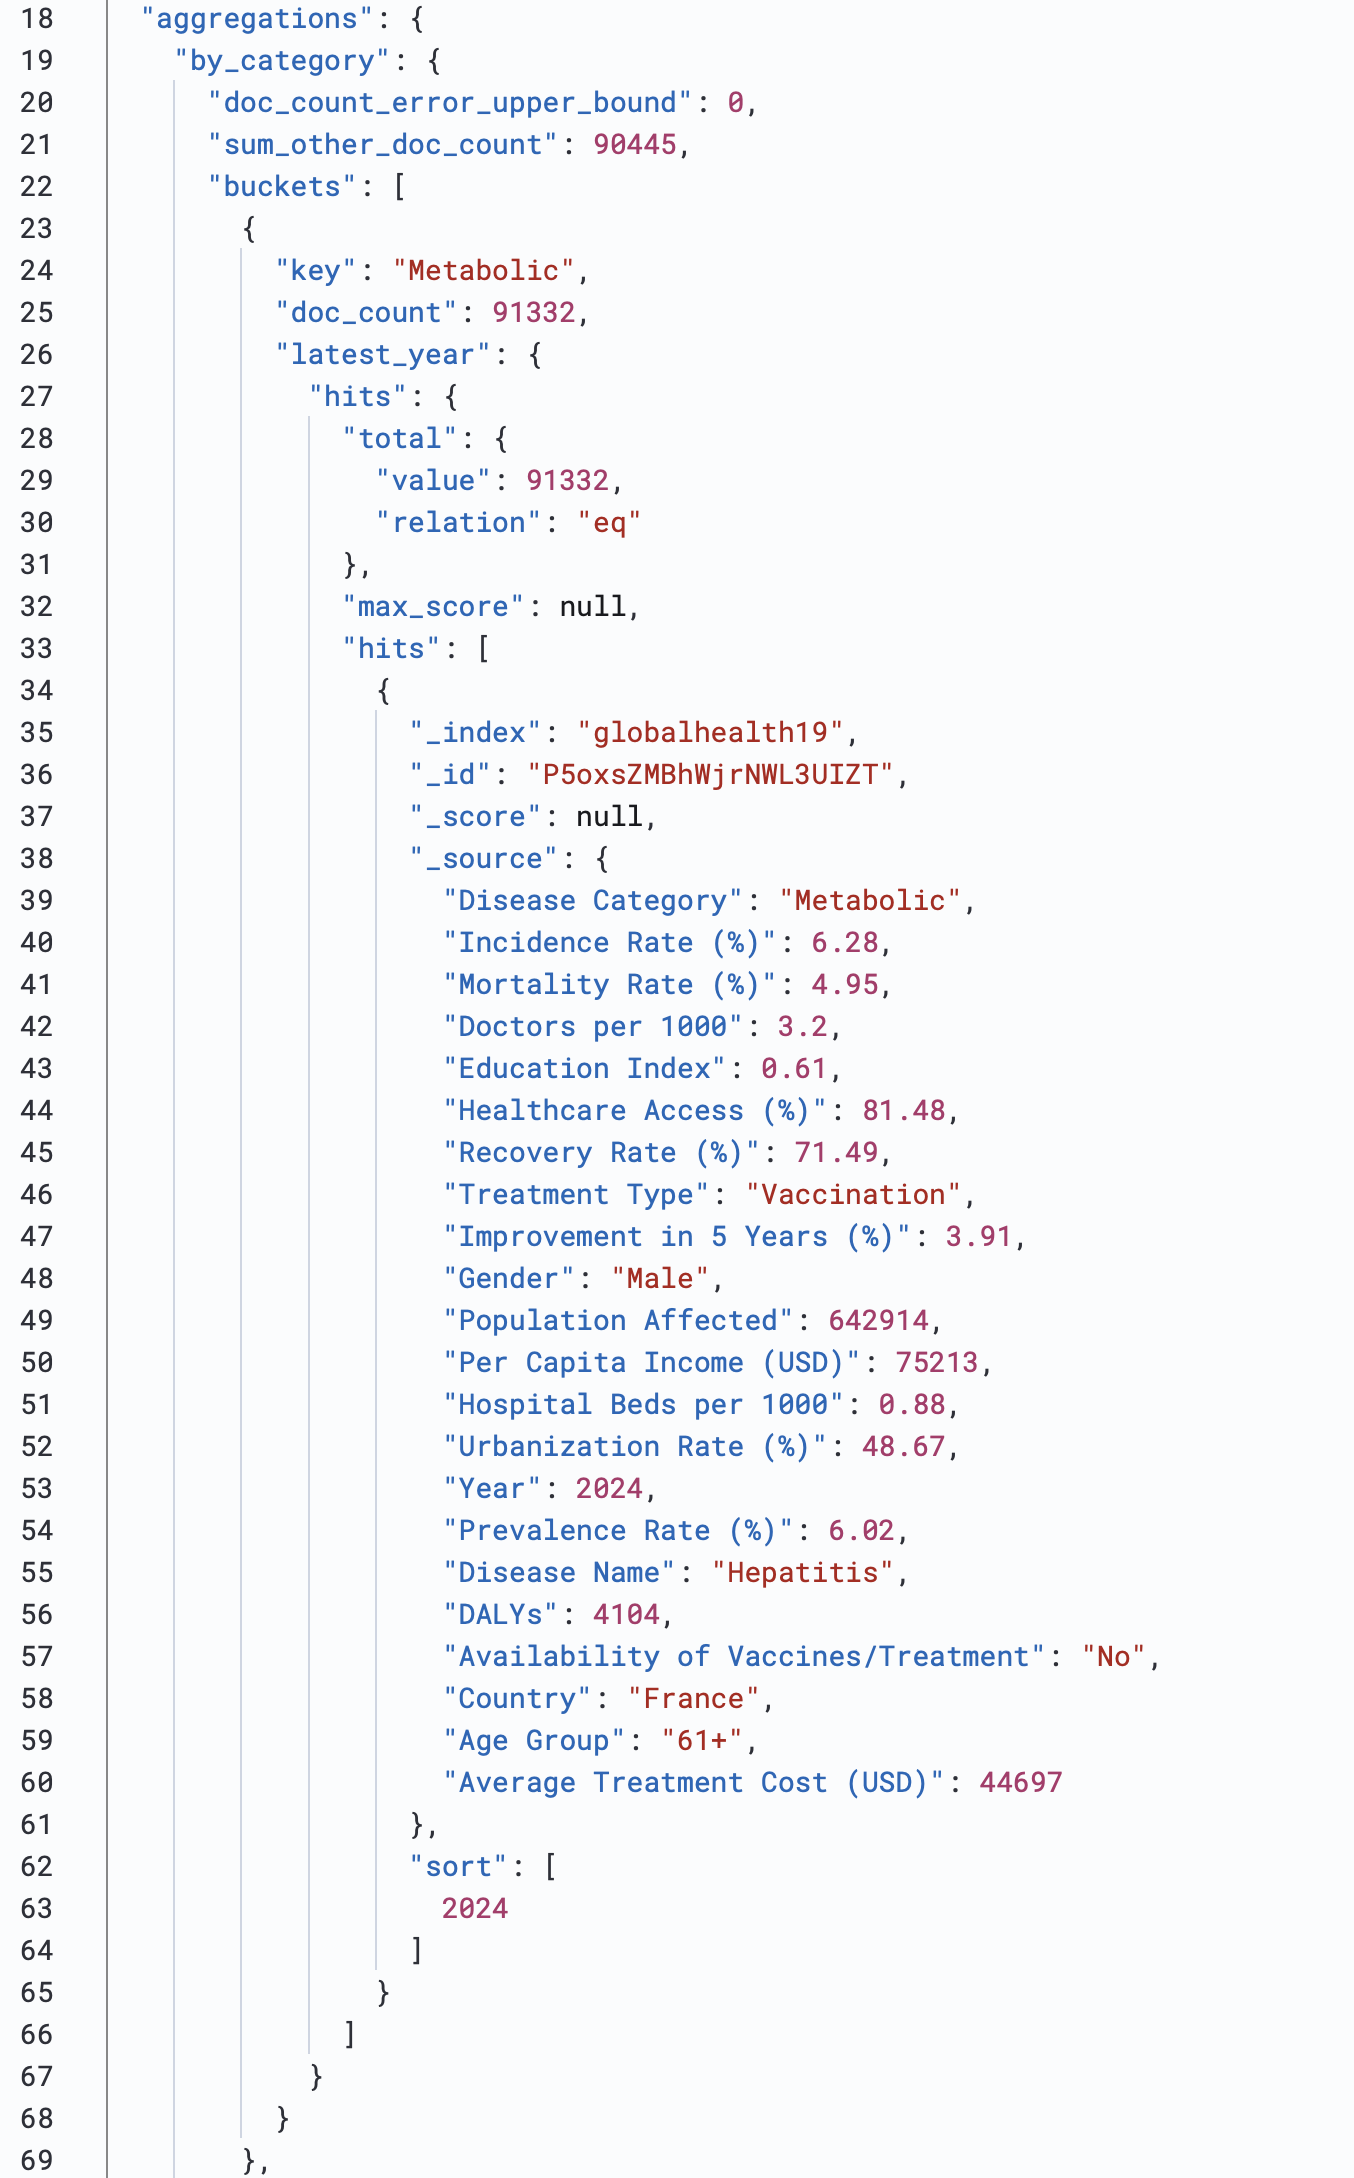 18 "aggregations": {
19 "by_category": {
20 "doc_count_error_upper_bound": 0,
21 "sum_other_doc_count": 90445,
22 "buckets": [
23 {
24 "key": "Metabolic",
25 "doc_count": 91332,
26 "latest_year": {
27 "hits": {
28 "total": {
29 "value": 91332,
30 "relation": "eq"
31 },
32 "max_score": null,
33 "hits": [
34 {
35 "_index": "globalhealth19",
36 "_id": "P5oxsZMBhWjrNWL3UIZT",
37 "_score": null,
38 "_source": {
39 "Disease Category": "Metabolic",
40 "Incidence Rate (%)": 6.28,
41 "Mortality Rate (%)": 4.95,
42 "Doctors per 1000": 3.2,
43 "Education Index": 0.61,
44 "Healthcare Access (%)": 81.48,
45 "Recovery Rate (%)": 71.49,
46 "Treatment Type": "Vaccination",
47 "Improvement in 5 Years (%)": 3.91,
48 "Gender": "Male",
49 "Population Affected": 642914,
50 "Per Capita Income (USD)": 75213,
51 "Hospital Beds per 1000": 0.88,
52 "Urbanization Rate (%)": 48.67,
53 "Year": 2024,
54 "Prevalence Rate (%)": 6.02,
55 "Disease Name": "Hepatitis",
56 "DALYs": 4104,
57 "Availability of Vaccines/Treatment": "No",
58 "Country": "France",
59 "Age Group": "61+",
60 "Average Treatment Cost (USD)": 44697
61 },
62 "sort": [
63 2024
64 ]
65 }
66 ]
67 }
68 }
69 },